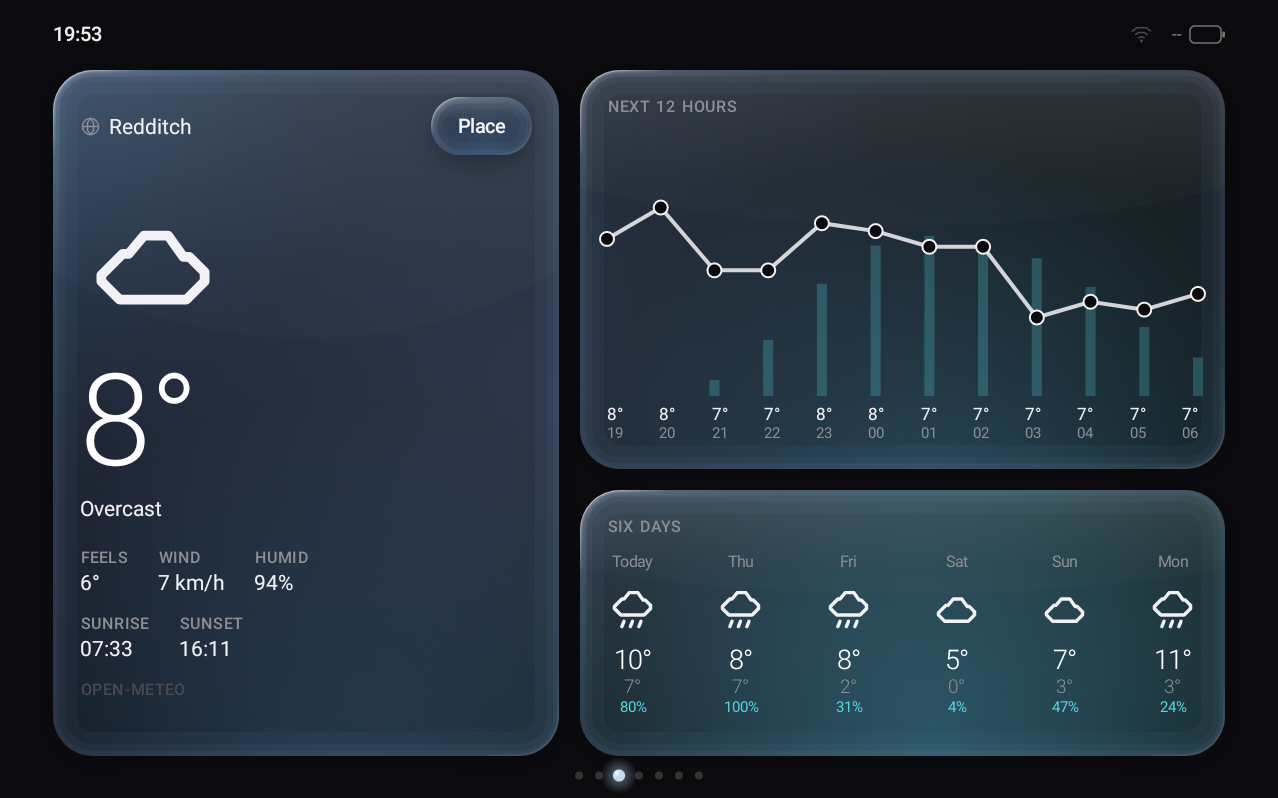 19:53
--
Redditch
Place
8°
Overcast
FEELS WIND HUMID
6° 7 km/h 94%
SUNRISE SUNSET
07:33 16:11
OPEN-METEO
NEXT 12 HOURS
8° 8° 7° 7° 8° 8° 7° 7° 7° 7° 7° 7°
19 20 21 22 23 00 01 02 03 04 05 06
SIX DAYS
Today Thu Fri Sat Sun Mon
10° 8° 8° 5° 7° 11°
7° 7° 2° 0° 3° 3°
80% 100% 31% 4% 47% 24%